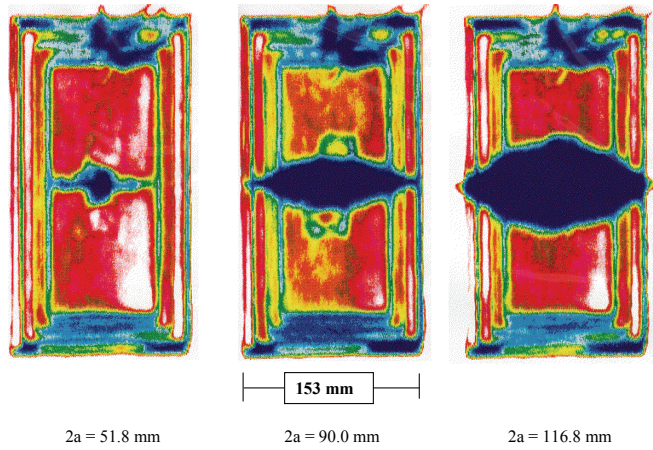 153 mm
2a = 51.8 mm
2a = 90.0 mm
2a = 116.8 mm